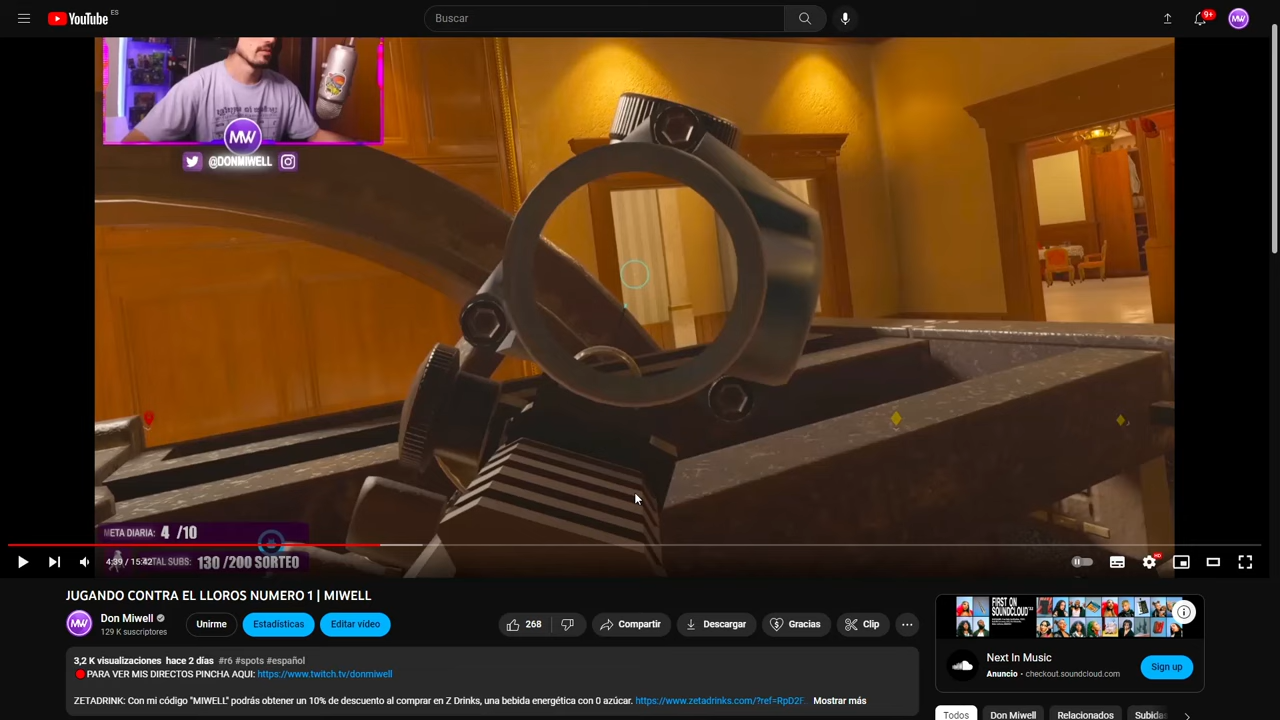 YouTube ES
Buscar
9+
MW
MW
@DONMIWELL
META DIARIA: 4 /10
TAL SUBS: 130 /200 SORTEO
4:39 / 15:42
HD
JUGANDO CONTRA EL LLOROS NUMERO 1 | MIWELL
MW
Don Miwell
129 K suscriptores
Unirme
Estadísticas
Editar vídeo
268
Compartir
Descargar
Gracias
Clip
3,2 K visualizaciones hace 2 días #r6 #spots #español
PARA VER MIS DIRECTOS PINCHA AQUI: https://www.twitch.tv/donmiwell
ZETADRINK: Con mi código "MIWELL" podrás obtener un 10% de descuento al comprar en Z Drinks, una bebida energética con 0 azúcar. https://www.zetadrinks.com/?ref=RpD2F... Mostrar más
FIRST ON
SOUNDCLOUD
Next In Music
Anuncio • checkout.soundcloud.com
Sign up
Todos
Don Miwell
Relacionados
Subidas